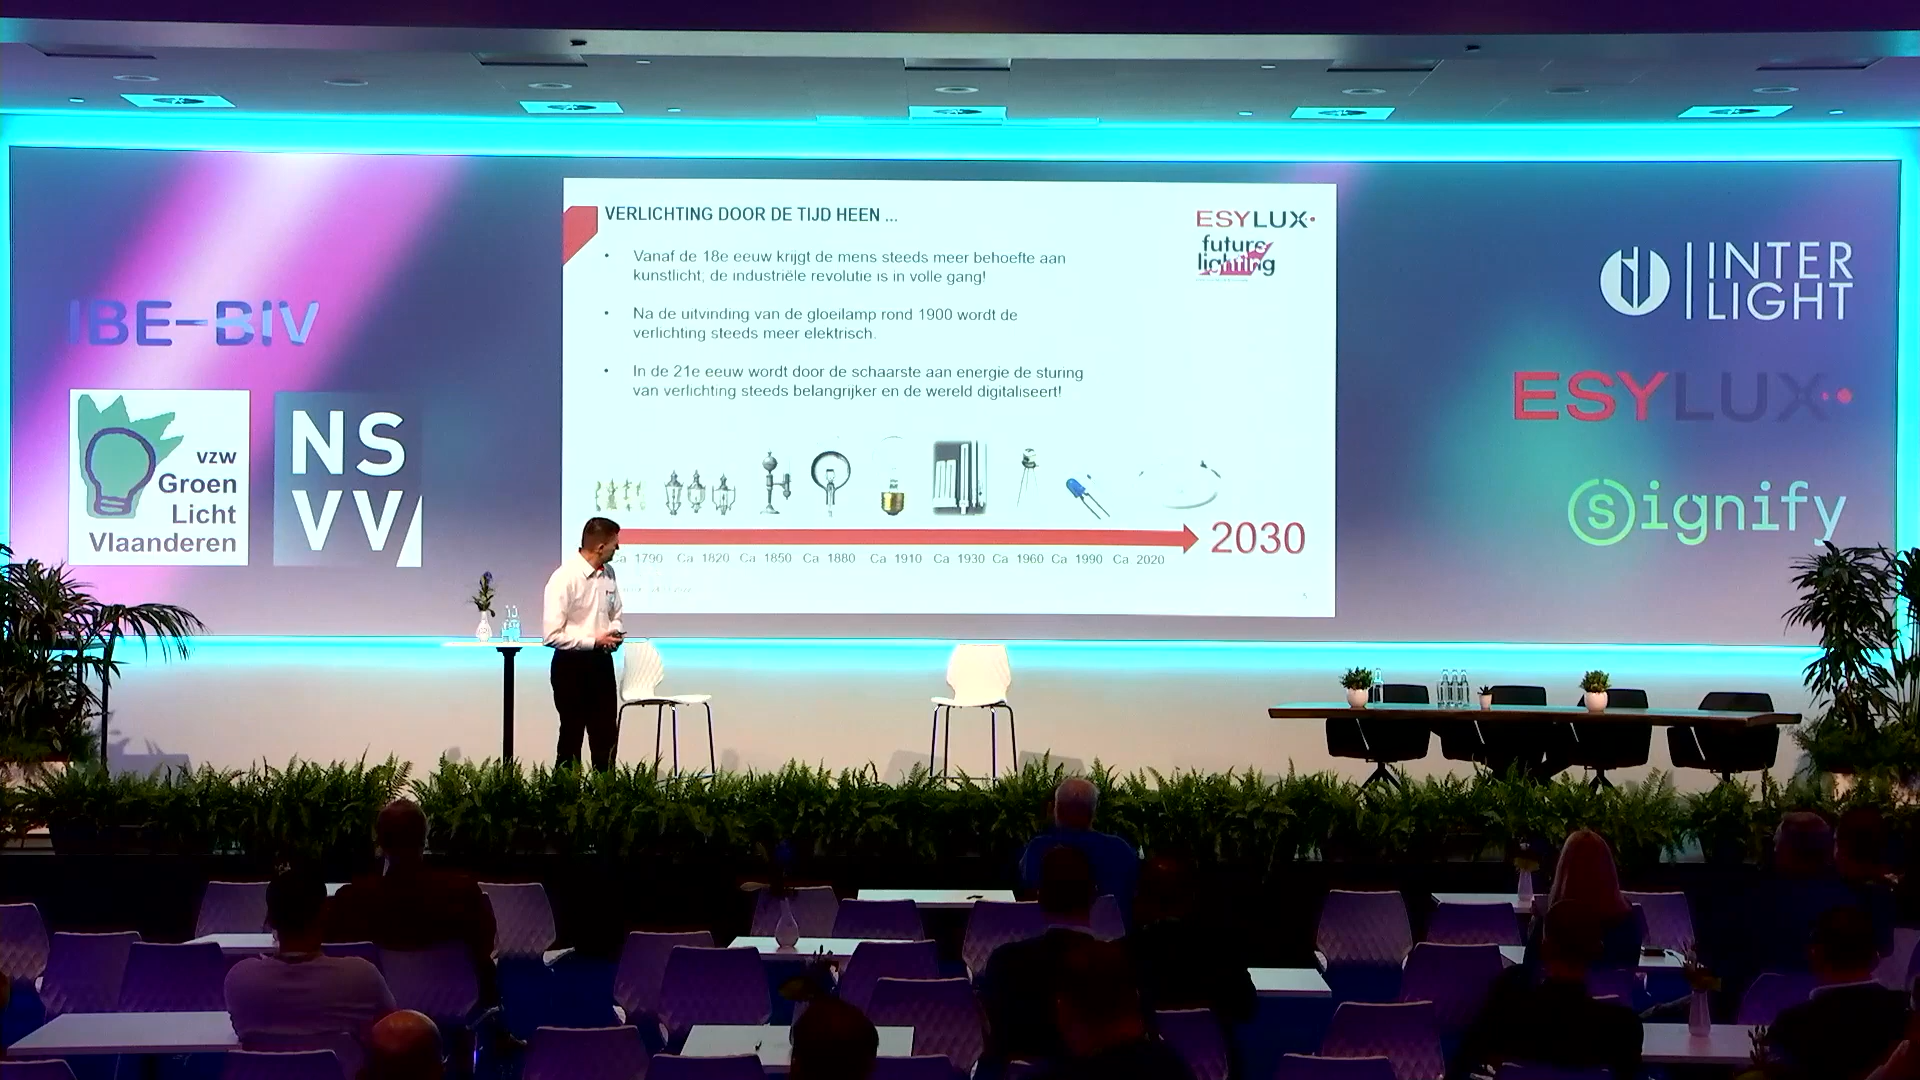 VERLICHTING DOOR DE TIJD HEEN ...
• Vanaf de 18e eeuw krijgt de mens steeds meer behoefte aan
kunstlicht; de industriële revolutie is in volle gang!
• Na de uitvinding van de gloeilamp rond 1900 wordt de
verlichting steeds meer elektrisch.
• In de 21e eeuw wordt door de schaarste aan energie de sturing
van verlichting steeds belangrijker en de wereld digitaliseert!
ESYLUX
future
lighting
2030
Ca 1790 Ca 1820 Ca 1850 Ca 1880 Ca 1910 Ca 1930 Ca 1960 Ca 1990 Ca 2020
IBE-BIV
vzw
Groen
Licht
Vlaanderen
NS
VV/
INTER
LIGHT
ESYLUX
Signify